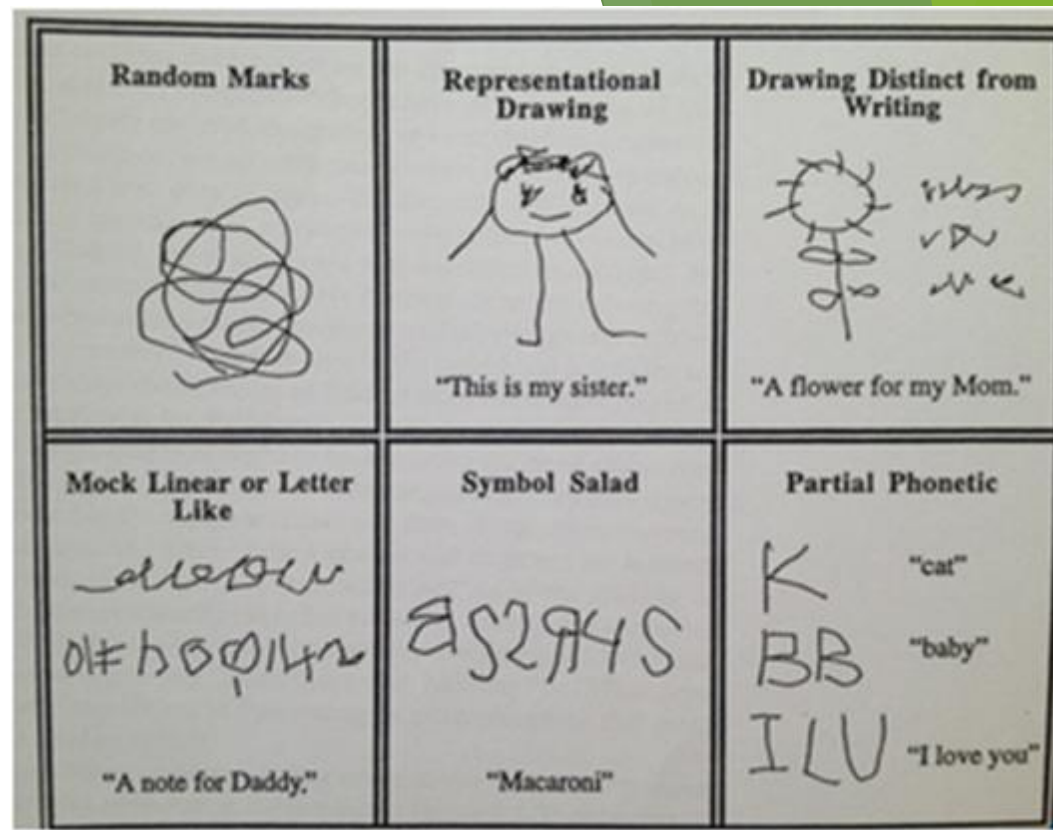 Random Marks
Representational
Drawing
"This is my sister."
Drawing Distinct from
Writing
"A flower for my Mom."
Mock Linear or Letter
Like
"A note for Daddy."
Symbol Salad
"Macaroni"
Partial Phonetic
K "cat"
BB "baby"
ILU "I love you"